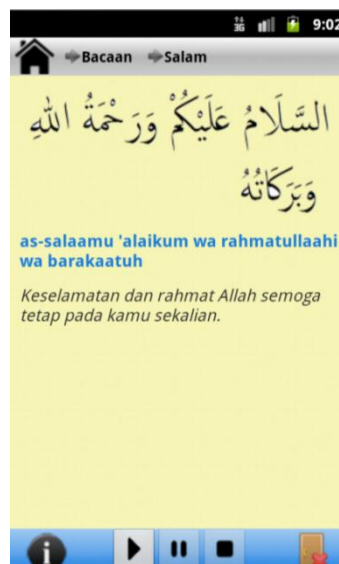 3G 9:02
Bacaan Salam
السَّلَامُ عَلَيْكُمْ وَرَحْمَةُ اللهِ
وَبَرَكَاتُهُ
as-salaamu 'alaikum wa rahmatullaahi
wa barakaatuh
Keselamatan dan rahmat Allah semoga
tetap pada kamu sekalian.